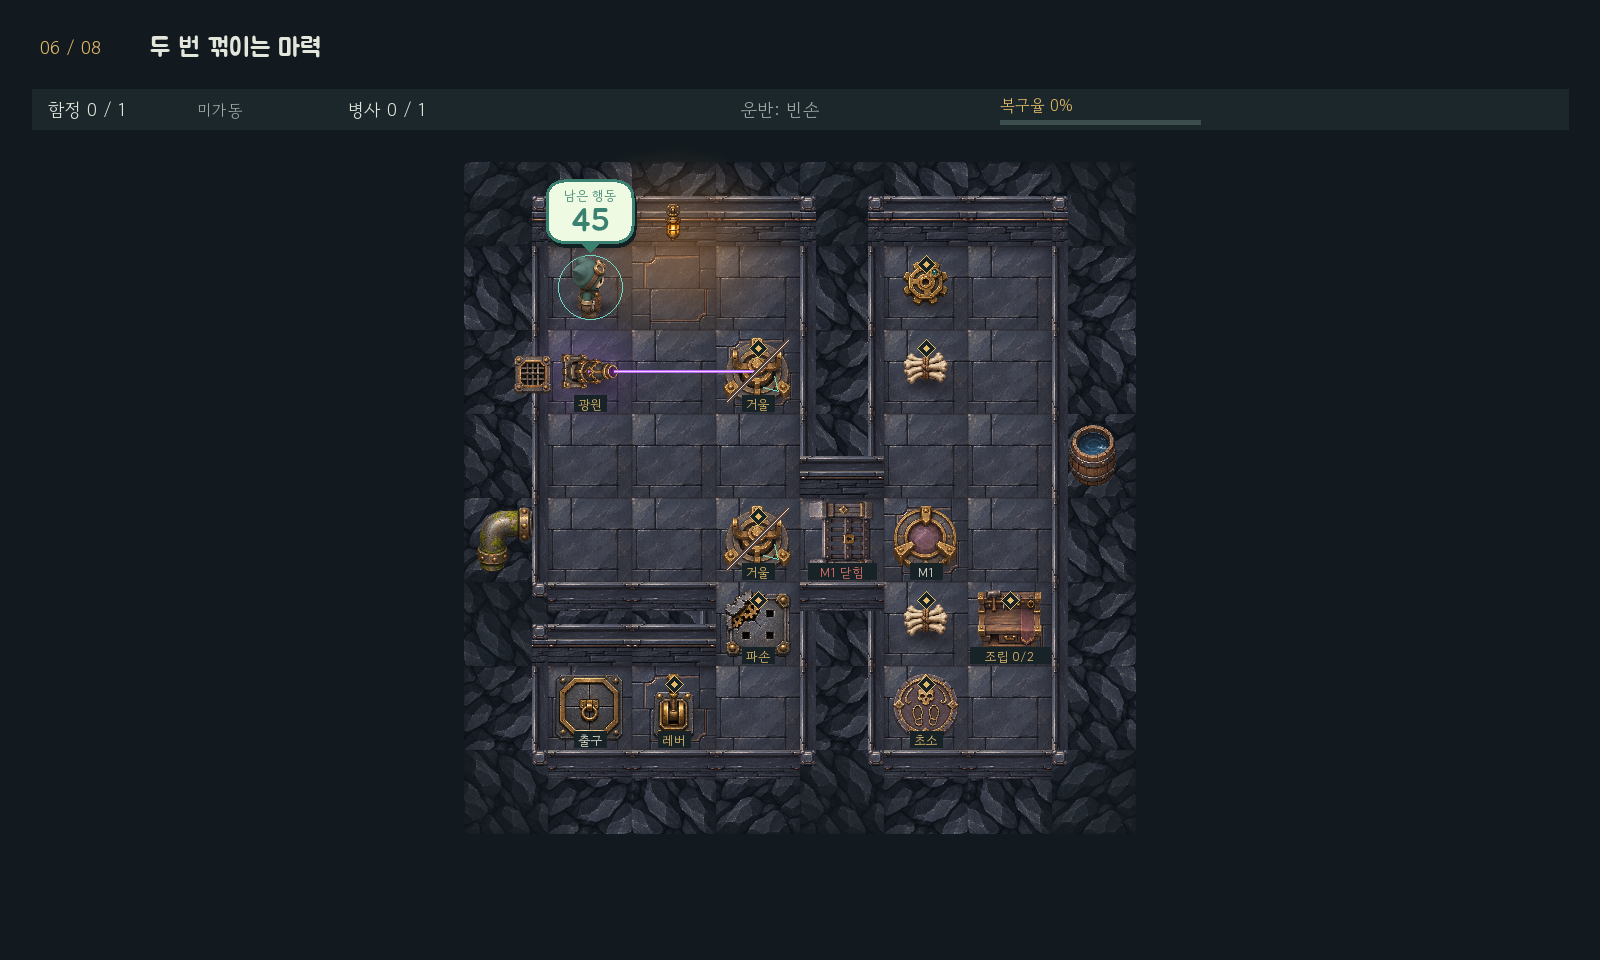 06 / 08
두 번 꺾이는 마력
함정 0 / 1
미가동
병사 0 / 1
운반: 빈손
복구율 0%
남은 행동
45
광원
거울
거울
M1 닫힘
M1
파손
조립 0/2
출구
레버
초소